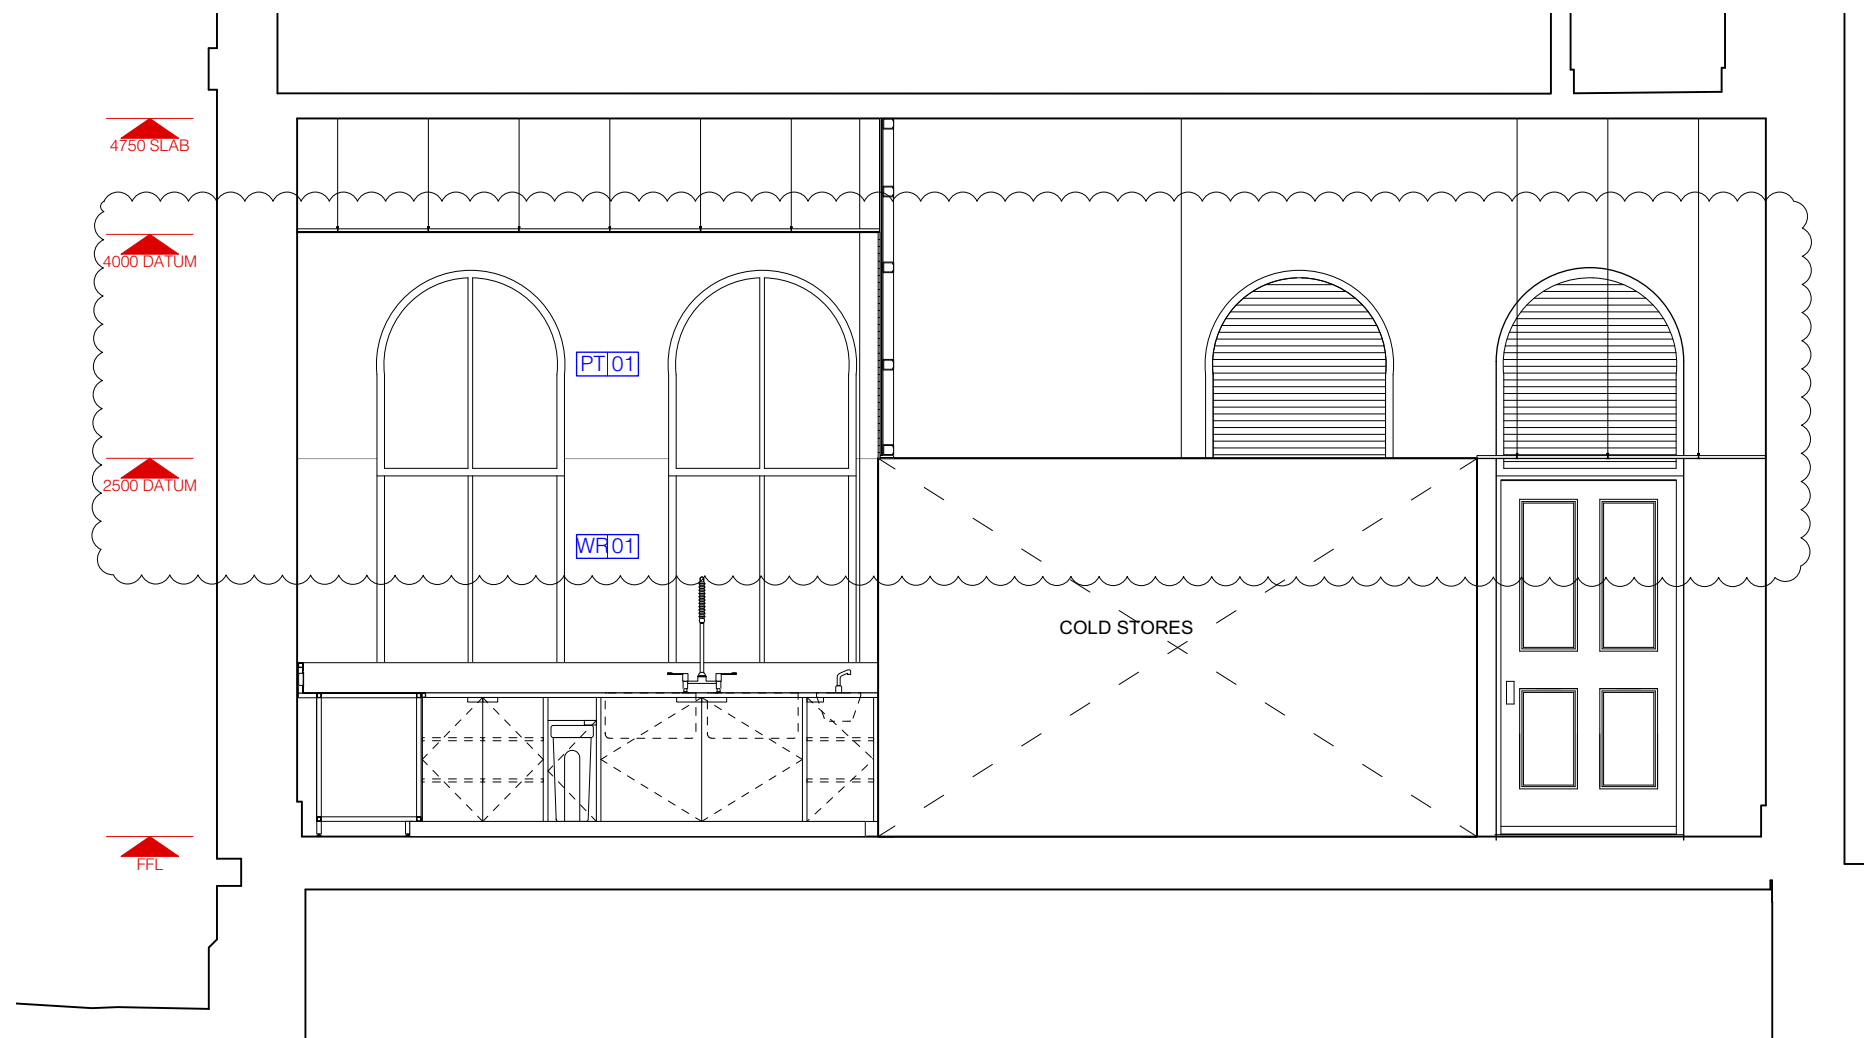 4750 SLAB
4000 DATUM
PT 01
2500 DATUM
WR 01
COLD STORES
FFL